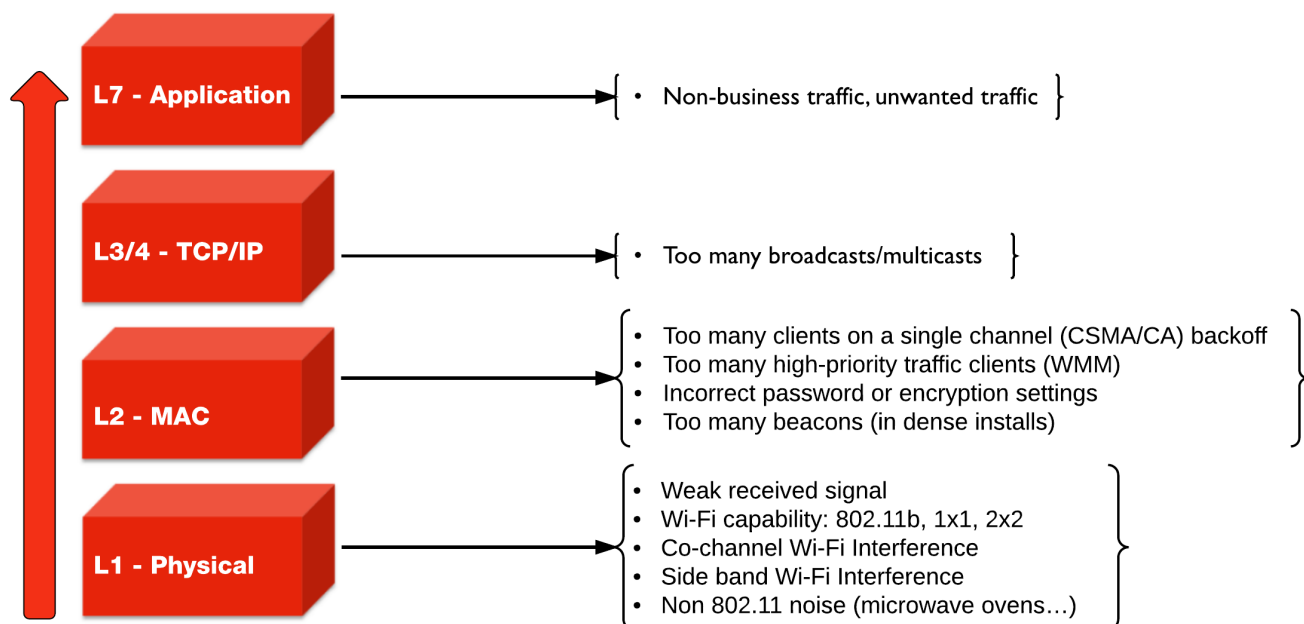 L7 - Application
• Non-business traffic, unwanted traffic
L3/4 - TCP/IP
• Too many broadcasts/multicasts
L2 - MAC
• Too many clients on a single channel (CSMA/CA) backoff
• Too many high-priority traffic clients (WMM)
• Incorrect password or encryption settings
• Too many beacons (in dense installs)
L1 - Physical
• Weak received signal
• Wi-Fi capability: 802.11b, 1x1, 2x2
• Co-channel Wi-Fi Interference
• Side band Wi-Fi Interference
• Non 802.11 noise (microwave ovens…)